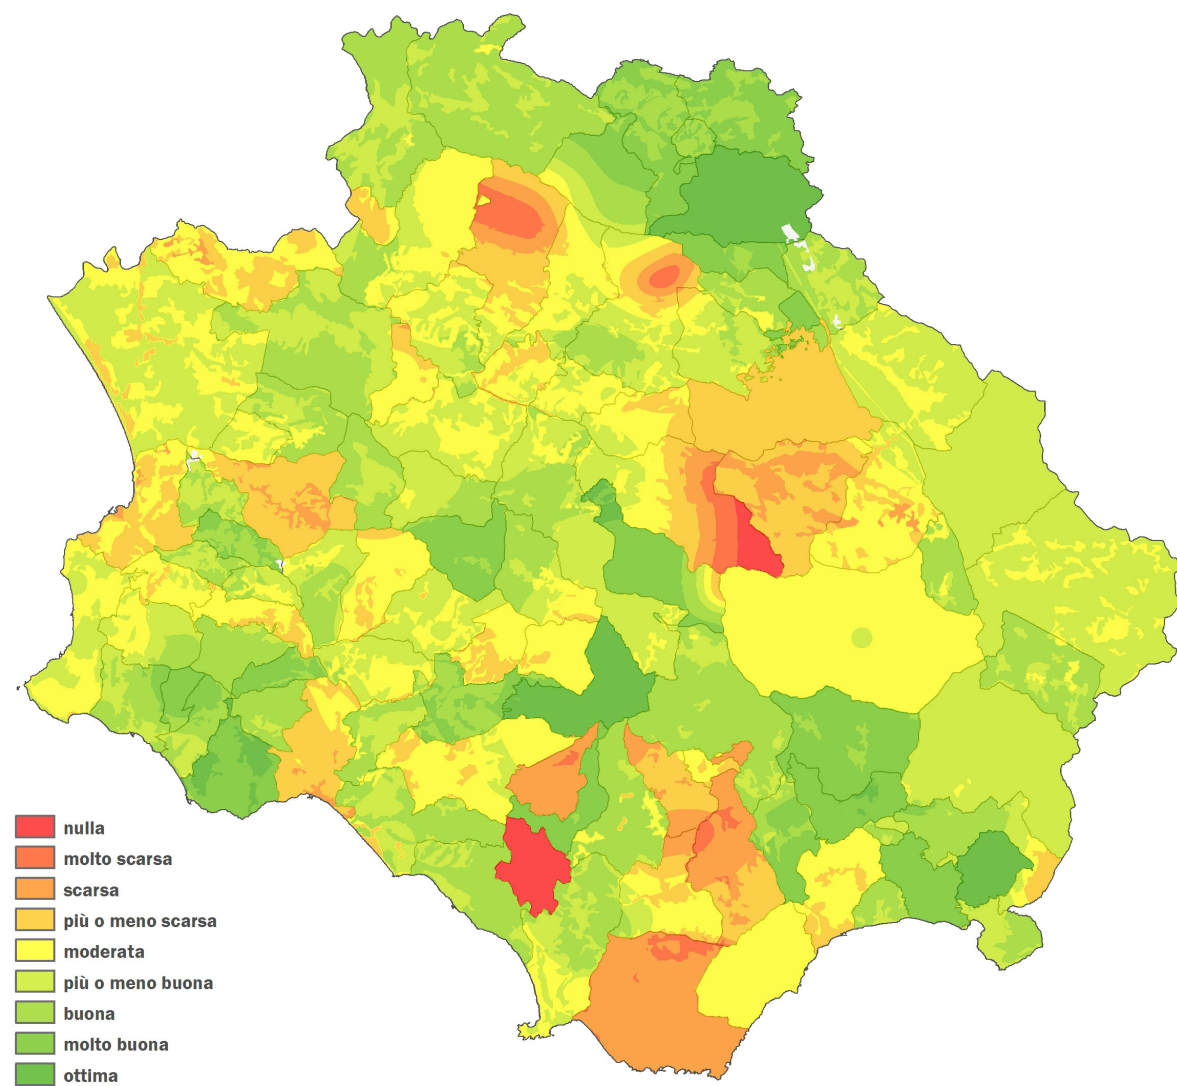 nulla
molto scarsa
scarsa
più o meno scarsa
moderata
più o meno buona
buona
molto buona
ottima